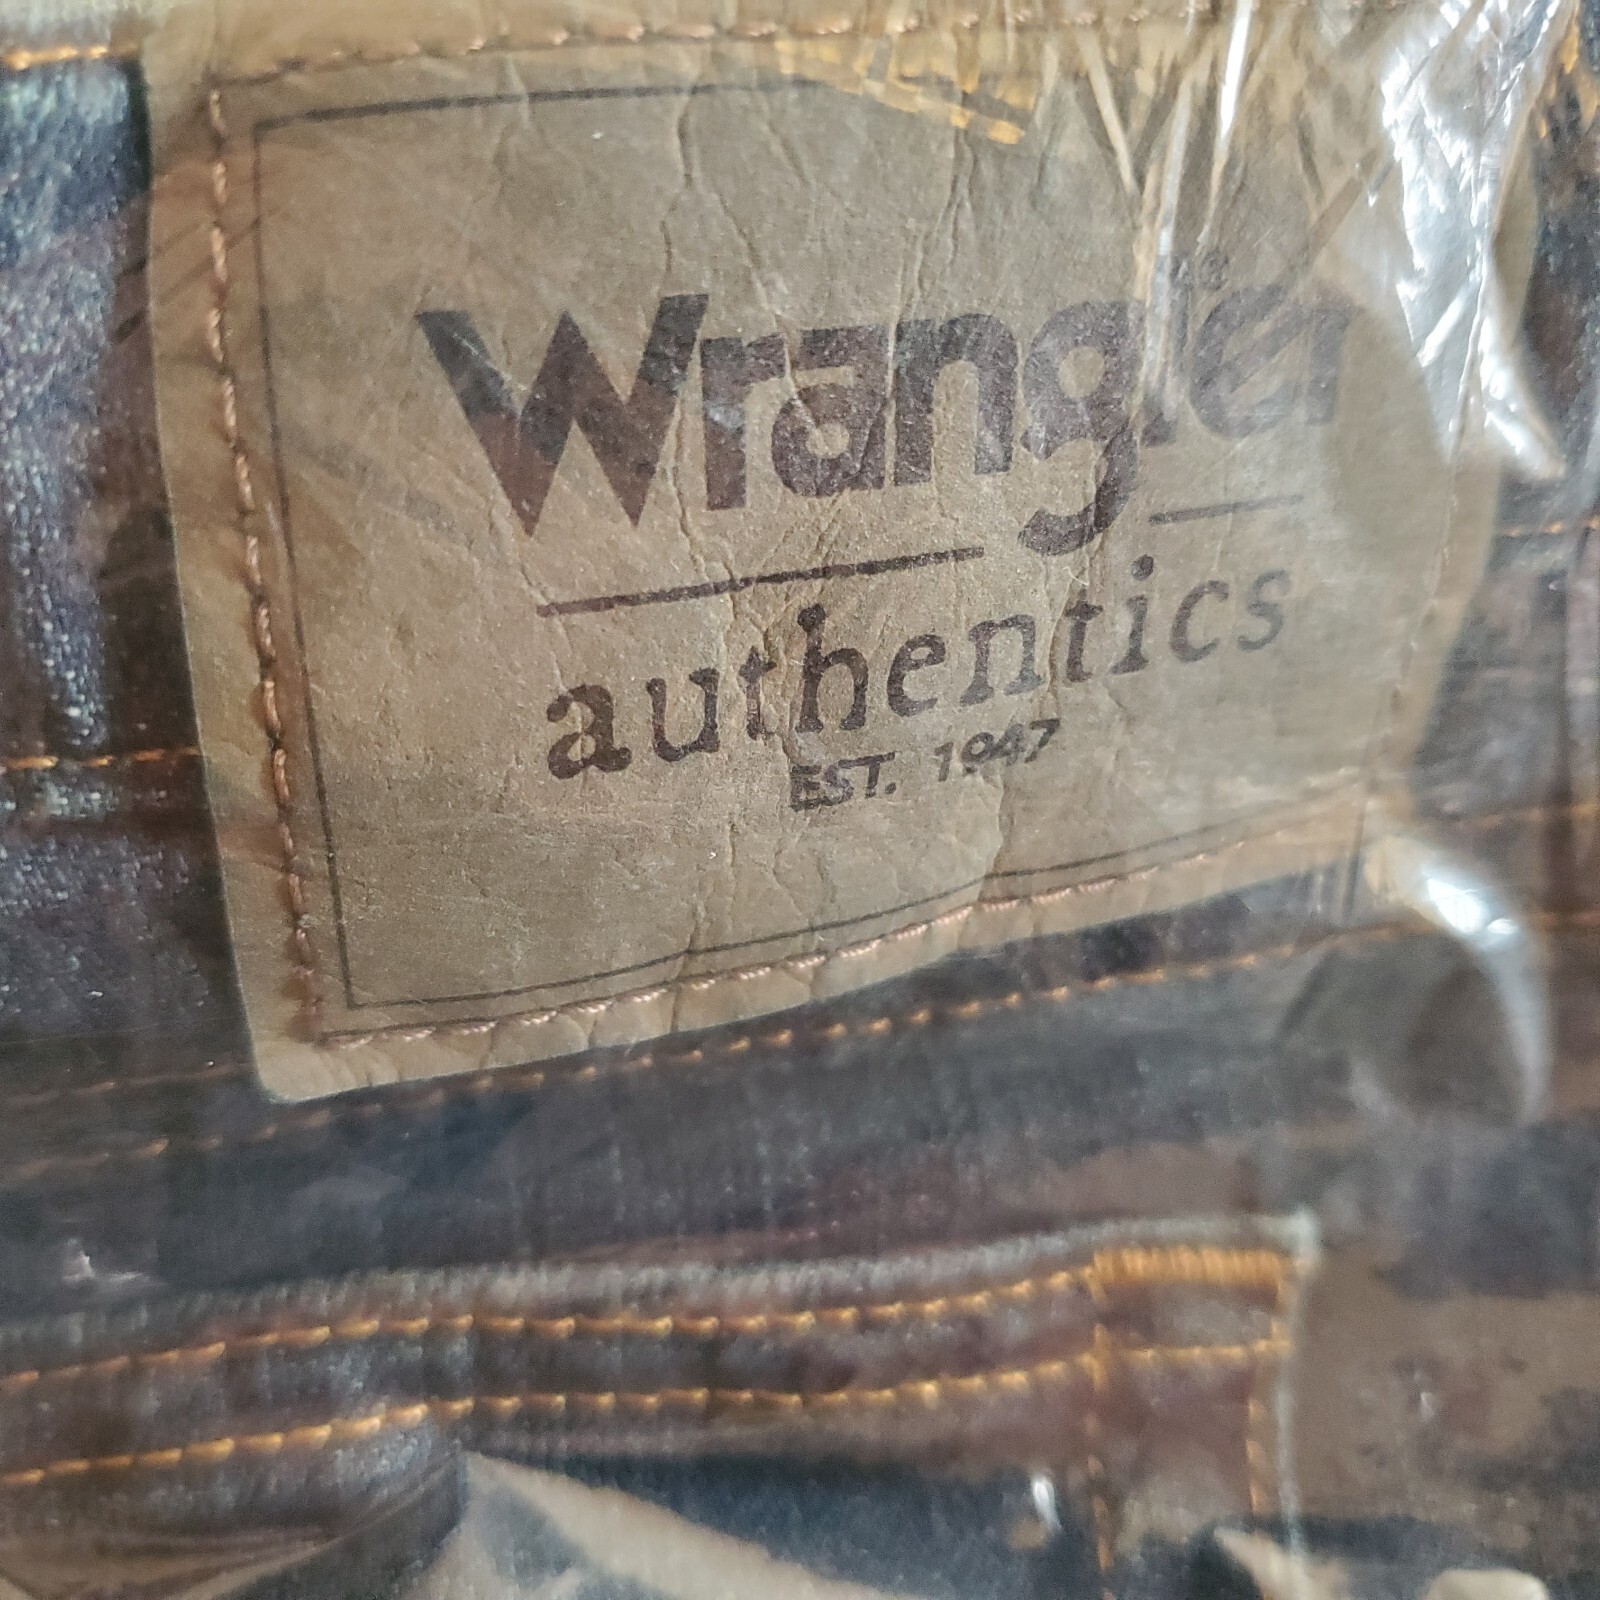 Wrangler®
authentics
EST. 1947